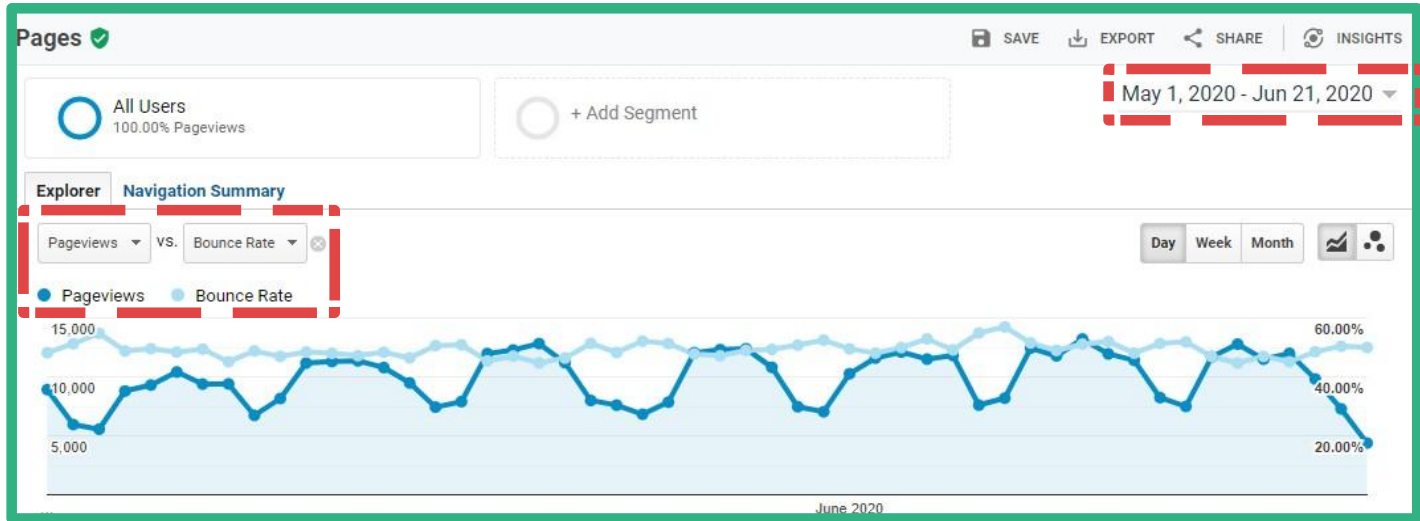 Pages
SAVE EXPORT SHARE INSIGHTS
All Users
100.00% Pageviews
+ Add Segment
May 1, 2020 - Jun 21, 2020
Explorer Navigation Summary
Pageviews VS. Bounce Rate
Day Week Month
Pageviews Bounce Rate
15,000 60.00%
10,000 40.00%
5,000 20.00%
... June 2020